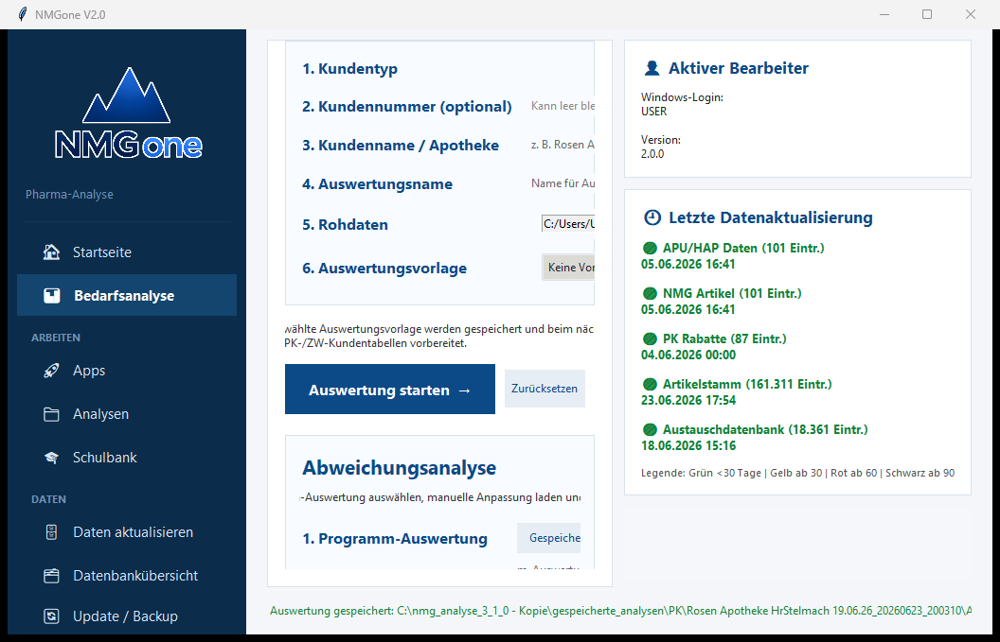 NMGone V2.0
NMGone
Pharma-Analyse
Startseite
Bedarfsanalyse
ARBEITEN
Apps
Analysen
Schulbank
DATEN
Daten aktualisieren
Datenbankübersicht
Update / Backup
1. Kundentyp
2. Kundennummer (optional) Kann leer ble
3. Kundenname / Apotheke z. B. Rosen A
4. Auswertungsname Name für Au
5. Rohdaten C:/Users/U
6. Auswertungsvorlage Keine Vor
wählte Auswertungsvorlage werden gespeichert und beim näc
PK-/ZW-Kundentabellen vorbereitet.
Auswertung starten →
Zurücksetzen
Abweichungsanalyse
-Auswertung auswählen, manuelle Anpassung laden und
1. Programm-Auswertung Gespeiche
Aktiver Bearbeiter
Windows-Login:
USER
Version:
2.0.0
Letzte Datenaktualisierung
APU/HAP Daten (101 Eintr.)
05.06.2026 16:41
NMG Artikel (101 Eintr.)
05.06.2026 16:41
PK Rabatte (87 Eintr.)
04.06.2026 00:00
Artikelstamm (161.311 Eintr.)
23.06.2026 17:54
Austauschdatenbank (18.361 Eintr.)
18.06.2026 15:16
Legende: Grün <30 Tage | Gelb ab 30 | Rot ab 60 | Schwarz ab 90
Auswertung gespeichert: C:\nmg_analyse_3_1_0 - Kopie\gespeicherte_analysen\PK\Rosen Apotheke HrStelmach 19.06.26_20260623_200310\A